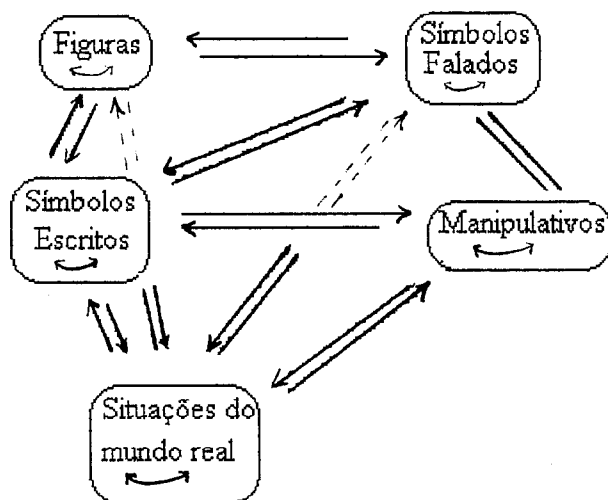 Figuras
Símbolos
Falados
Símbolos
Escritos
Manipulativos
Situações do
mundo real